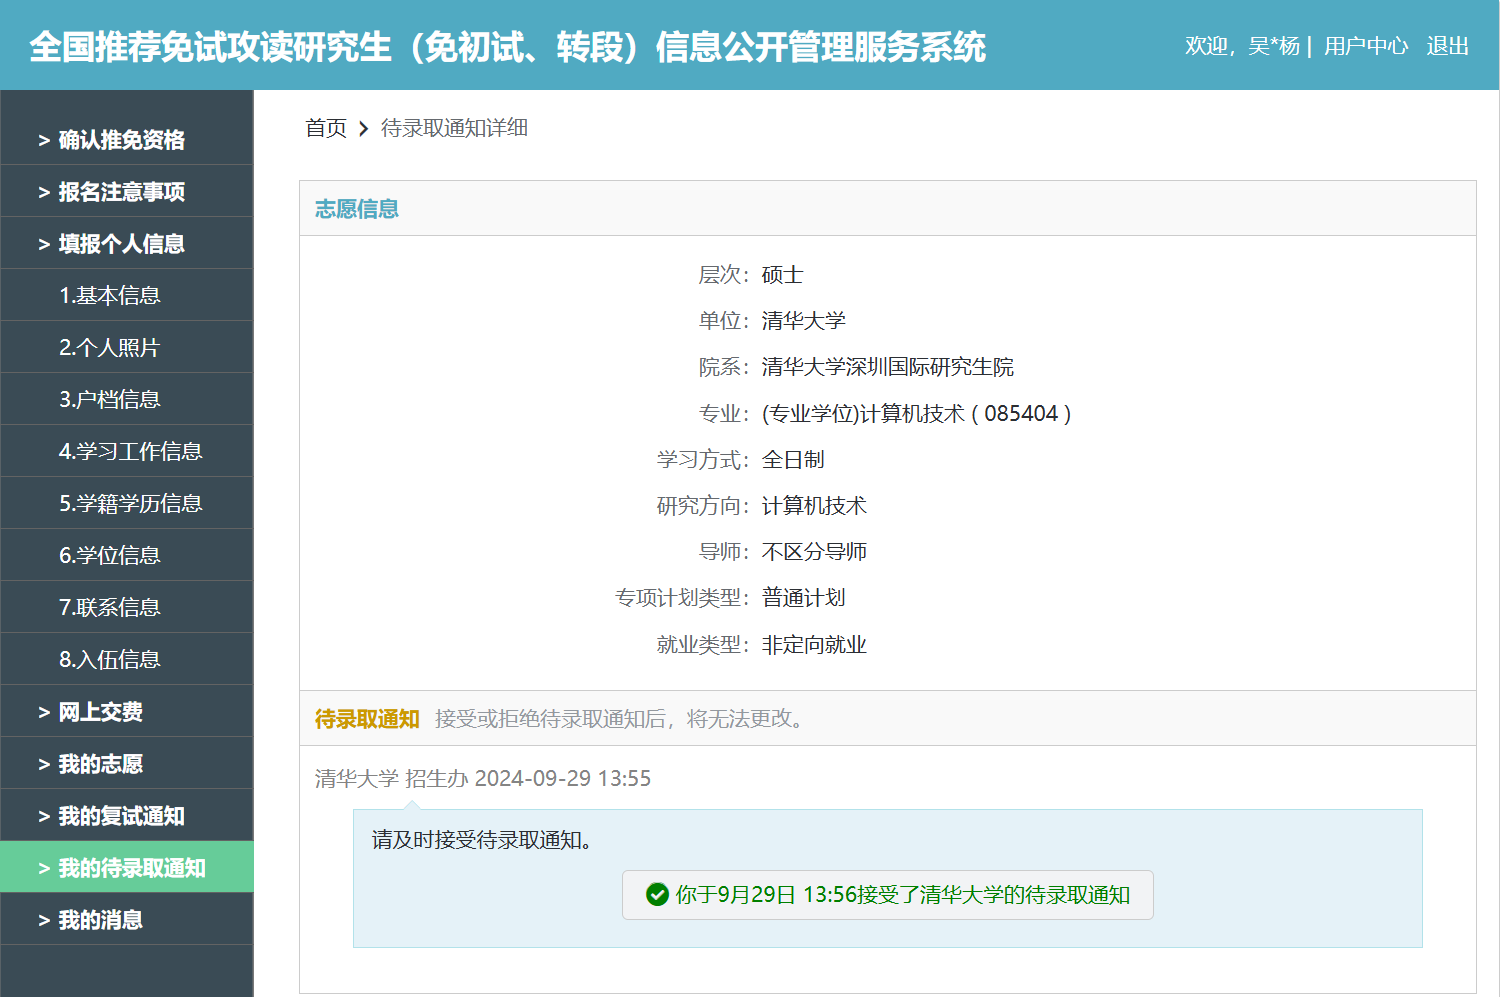 全国推荐免试攻读研究生（免初试、转段）信息公开管理服务系统
欢迎，吴*杨 | 用户中心 退出
> 确认推免资格
> 报名注意事项
> 填报个人信息
1.基本信息
2.个人照片
3.户档信息
4.学习工作信息
5.学籍学历信息
6.学位信息
7.联系信息
8.入伍信息
> 网上交费
> 我的志愿
> 我的复试通知
> 我的待录取通知
> 我的消息
首页 > 待录取通知详细
志愿信息
层次：硕士
单位：清华大学
院系：清华大学深圳国际研究生院
专业：(专业学位)计算机技术 ( 085404 )
学习方式：全日制
研究方向：计算机技术
导师：不区分导师
专项计划类型：普通计划
就业类型：非定向就业
待录取通知 接受或拒绝待录取通知后，将无法更改。
清华大学 招生办 2024-09-29 13:55
请及时接受待录取通知。
你于9月29日 13:56接受了清华大学的待录取通知